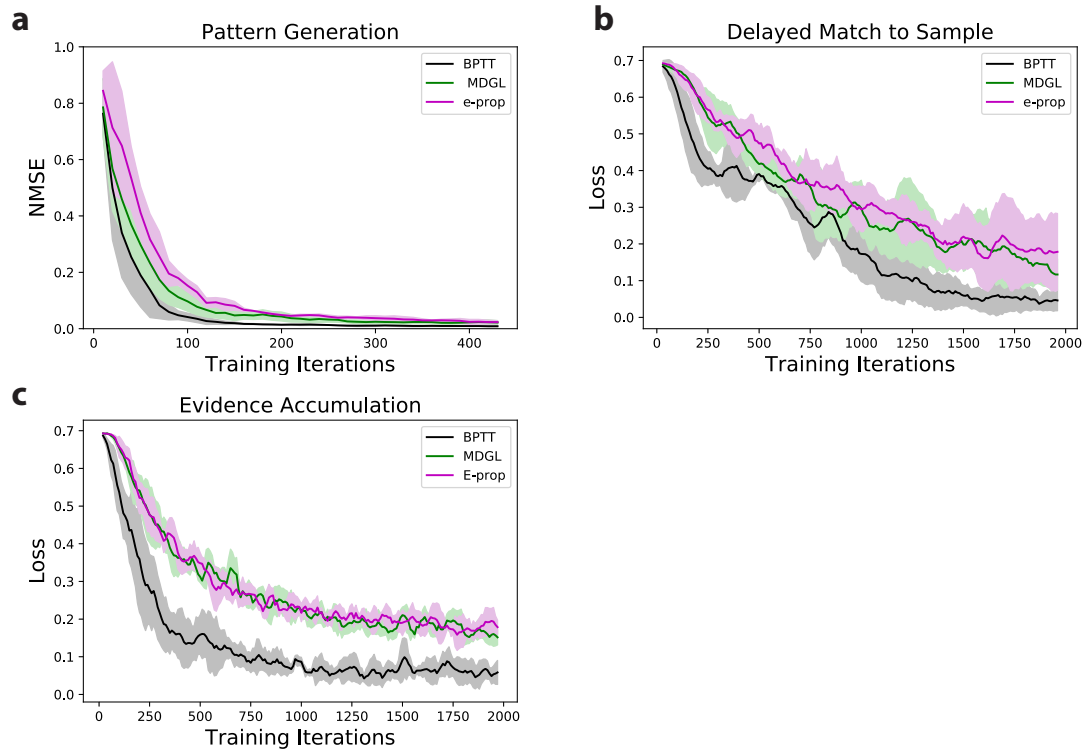 a
Pattern Generation
1.0
0.8
0.6
0.4
0.2
0.0
NMSE
BPTT
MDGL
e-prop
0 100 200 300 400
Training Iterations
b
Delayed Match to Sample
0.7
0.6
0.5
0.4
0.3
0.2
0.1
0.0
Loss
BPTT
MDGL
e-prop
0 250 500 750 1000 1250 1500 1750 2000
Training Iterations
c
Evidence Accumulation
0.7
0.6
0.5
0.4
0.3
0.2
0.1
0.0
Loss
BPTT
MDGL
E-prop
0 250 500 750 1000 1250 1500 1750 2000
Training Iterations